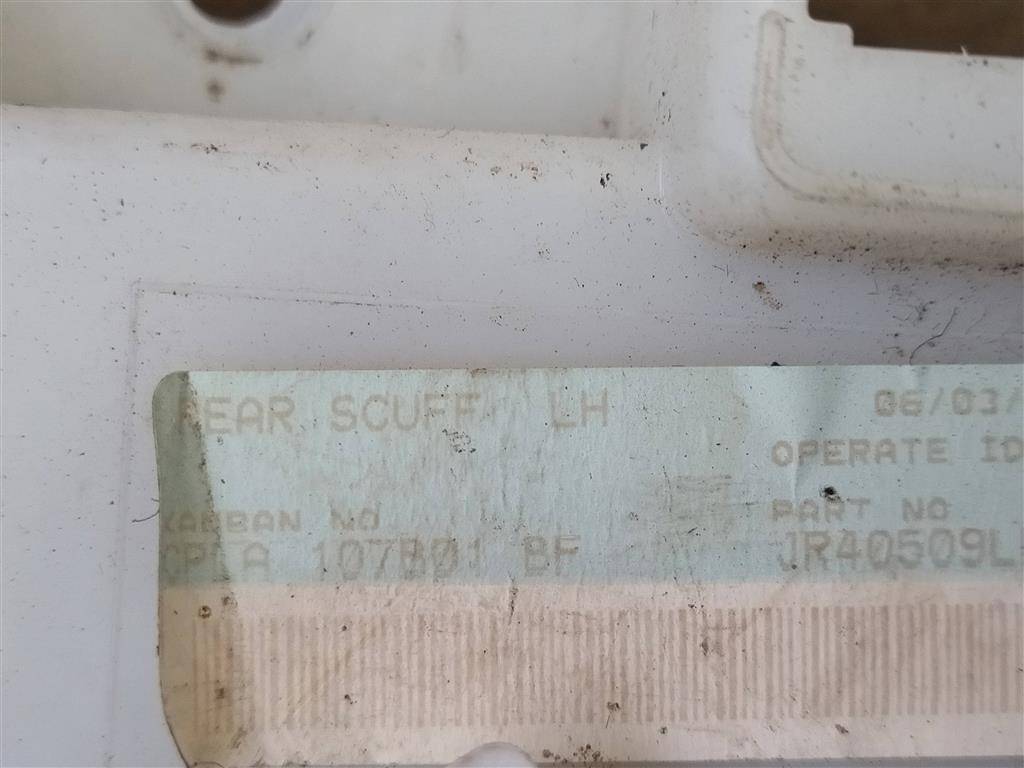 REAR SCUFF LH
06/03/
OPERATE ID
KANBAN NO
PART NO
107B01 BF
JR40509L